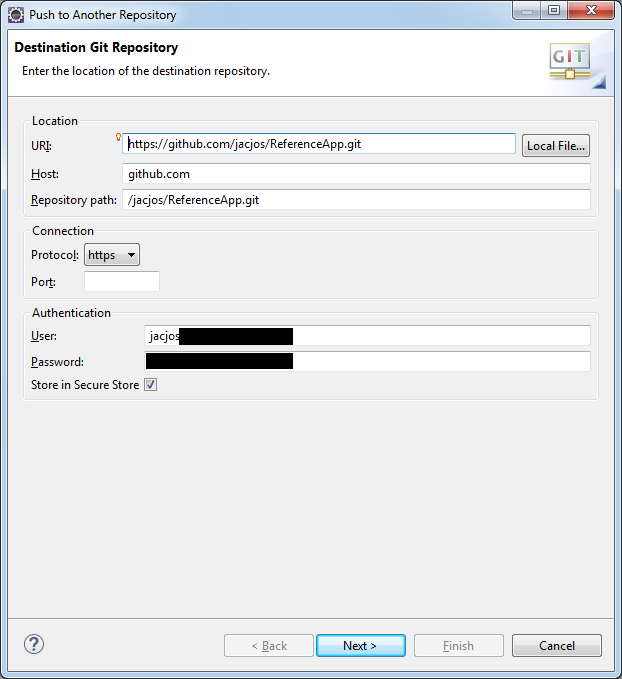 Push to Another Repository
Destination Git Repository
Enter the location of the destination repository.
GIT
Location
URI: https://github.com/jacjos/ReferenceApp.git Local File...
Host: github.com
Repository path: /jacjos/ReferenceApp.git
Connection
Protocol: https
Port:
Authentication
User: jacjos
Password:
Store in Secure Store
? < Back Next > Finish Cancel